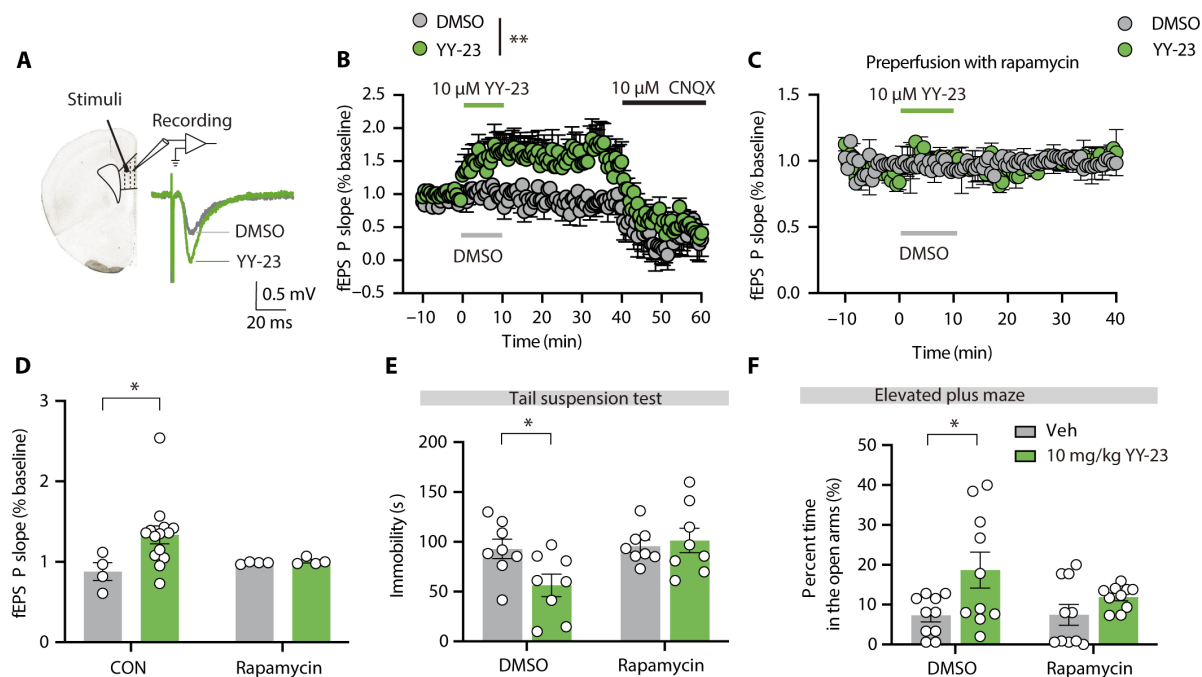 A
Stimuli
Recording
DMSO
YY-23
0.5 mV
20 ms
B
DMSO
YY-23
**
10 μM YY-23
10 μM CNQX
fEPS P slope (% baseline)
2.5
2.0
1.5
1.0
0.5
0.0
−0.5
DMSO
−10 0 10 20 30 40 50 60
Time (min)
C
DMSO
YY-23
Preperfusion with rapamycin
10 μM YY-23
fEPS P slope (% baseline)
1.5
1.0
0.5
1.0
DMSO
−10 0 10 20 30 40
Time (min)
D
fEPS P slope (% baseline)
3
2
1
0
*
CON
Rapamycin
E
Tail suspension test
Immobility (s)
200
150
100
50
0
*
DMSO
Rapamycin
F
Elevated plus maze
Veh
10 mg/kg YY-23
Percent time
in the open arms (%)
50
40
30
20
10
0
*
DMSO
Rapamycin